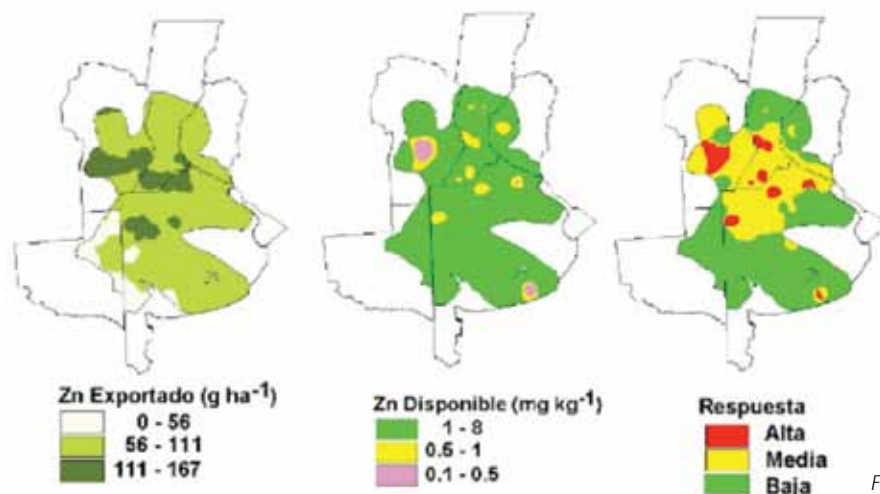 Zn Exportado (g ha-1)
0 - 56
56 - 111
111 - 167
Zn Disponible (mg kg-1)
1 - 8
0.5 - 1
0.1 - 0.5
Respuesta
Alta
Media
Baja
F